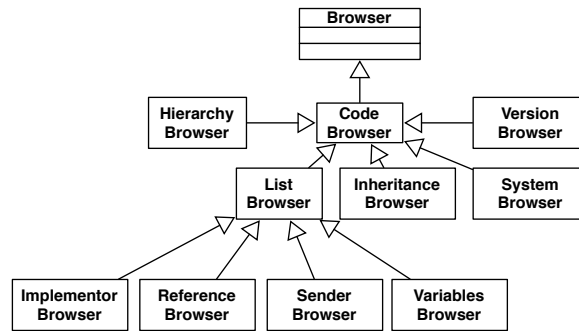 Browser
Hierarchy
Browser
Code
Browser
Version
Browser
List
Browser
Inheritance
Browser
System
Browser
Implementor
Browser
Reference
Browser
Sender
Browser
Variables
Browser